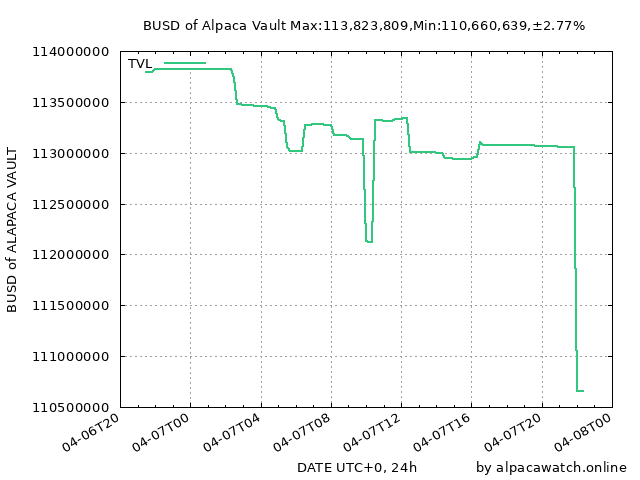 BUSD of Alpaca Vault Max:113,823,809,Min:110,660,639,±2.77%
TVL
BUSD of ALAPACA VAULT
114000000
113500000
113000000
112500000
112000000
111500000
111000000
110500000
04-06T20
04-07T00
04-07T04
04-07T08
04-07T12
04-07T16
04-07T20
04-08T00
DATE UTC+0, 24h
by alpacawatch.online